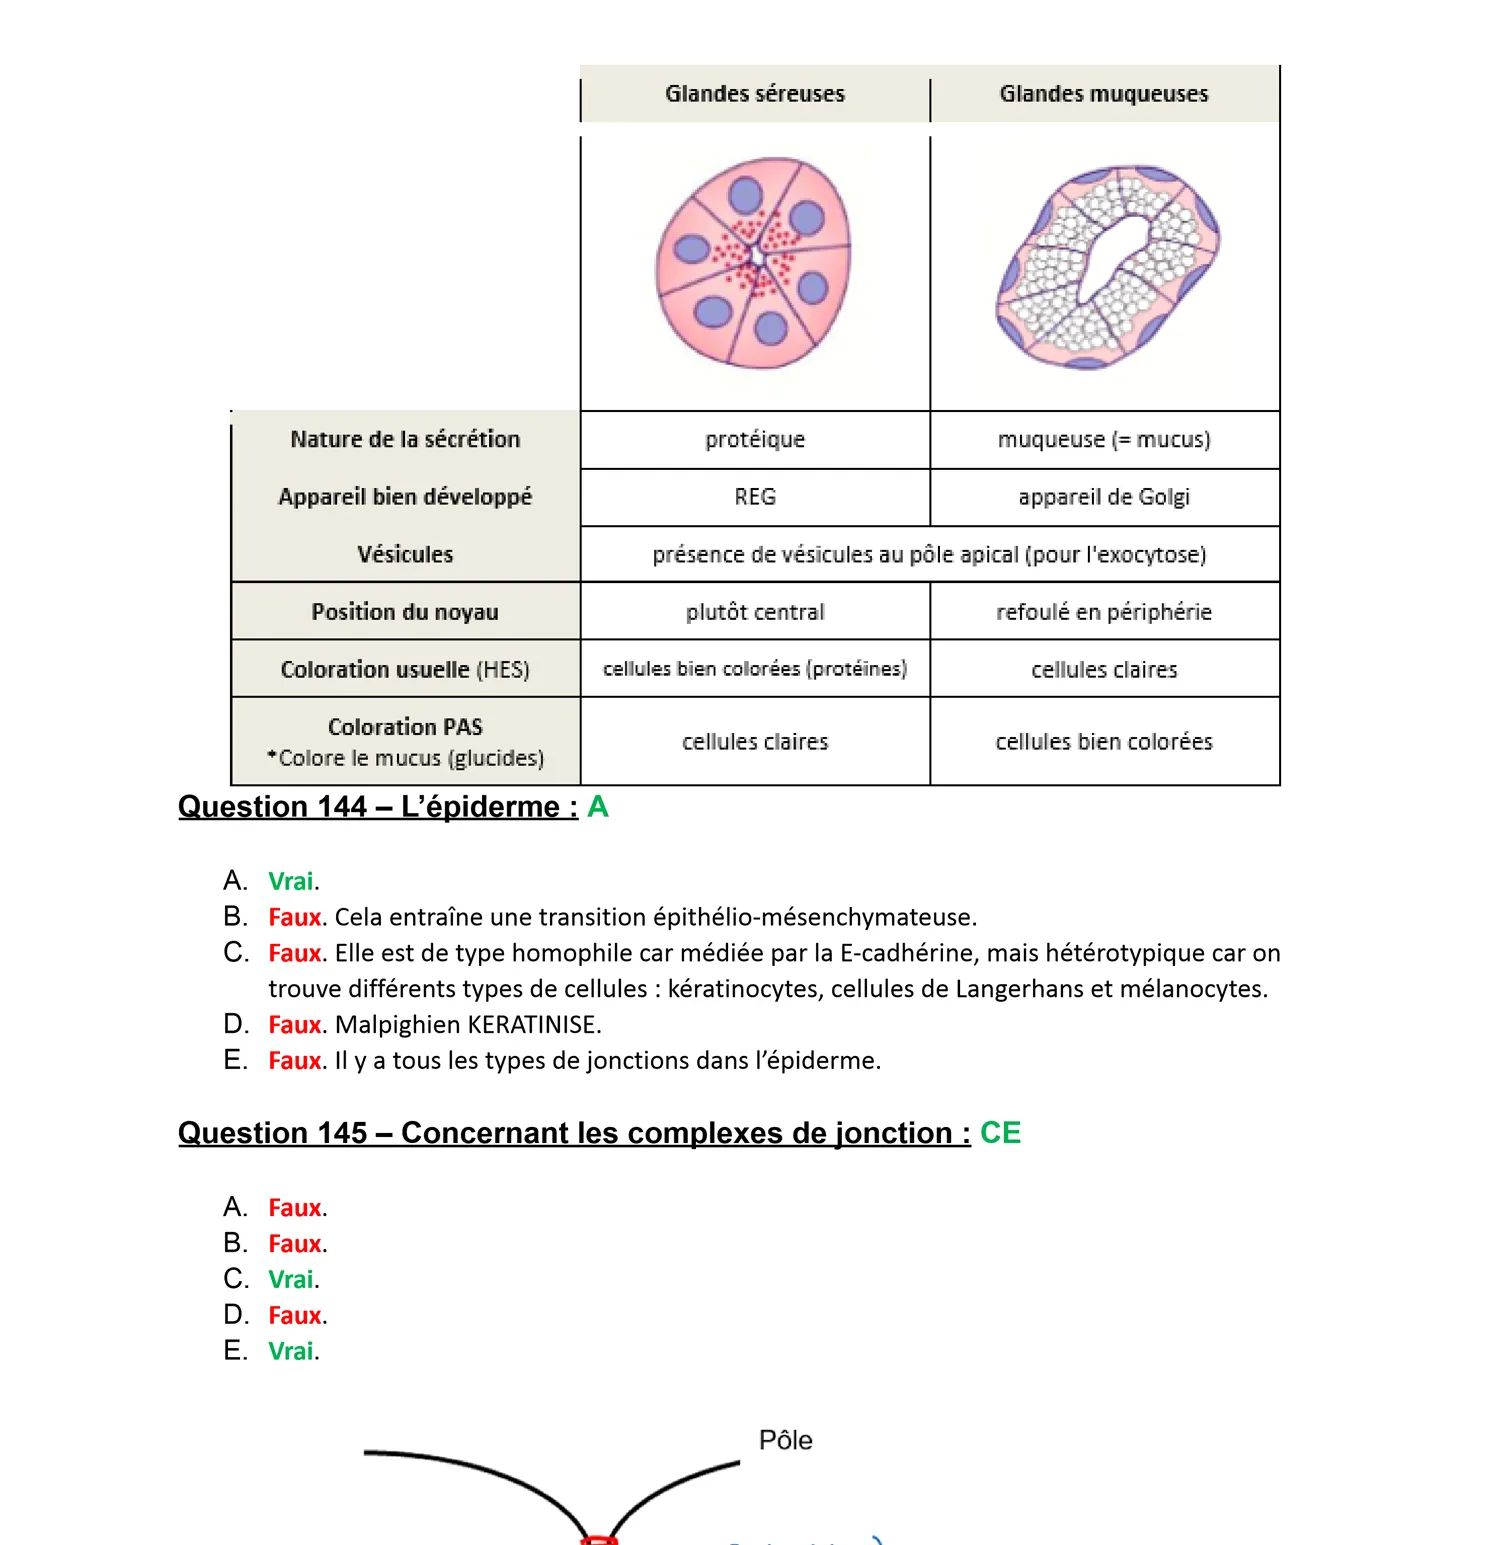 Glandes séreuses Glandes muqueuses
Nature de la sécrétion protéique muqueuse (= mucus)
Appareil bien développé REG appareil de Golgi
Vésicules présence de vésicules au pôle apical (pour l'exocytose)
Position du noyau plutôt central refoulé en périphérie
Coloration usuelle (HES) cellules bien colorées (protéines) cellules claires
Coloration PAS
*Colore le mucus (glucides) cellules claires cellules bien colorées
Question 144 – L’épiderme : A
A. Vrai.
B. Faux. Cela entraîne une transition épithélio-mésenchymateuse.
C. Faux. Elle est de type homophile car médiée par la E-cadhérine, mais hétérotypique car on
trouve différents types de cellules : kératinocytes, cellules de Langerhans et mélanocytes.
D. Faux. Malpighien KERATINISE.
E. Faux. Il y a tous les types de jonctions dans l’épiderme.
Question 145 – Concernant les complexes de jonction : CE
A. Faux.
B. Faux.
C. Vrai.
D. Faux.
E. Vrai.
Pôle